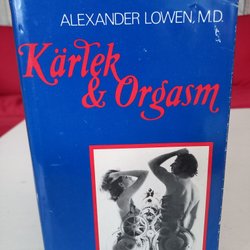 ALEXANDER LOWEN, M.D.
Kärlek
& Orgasm